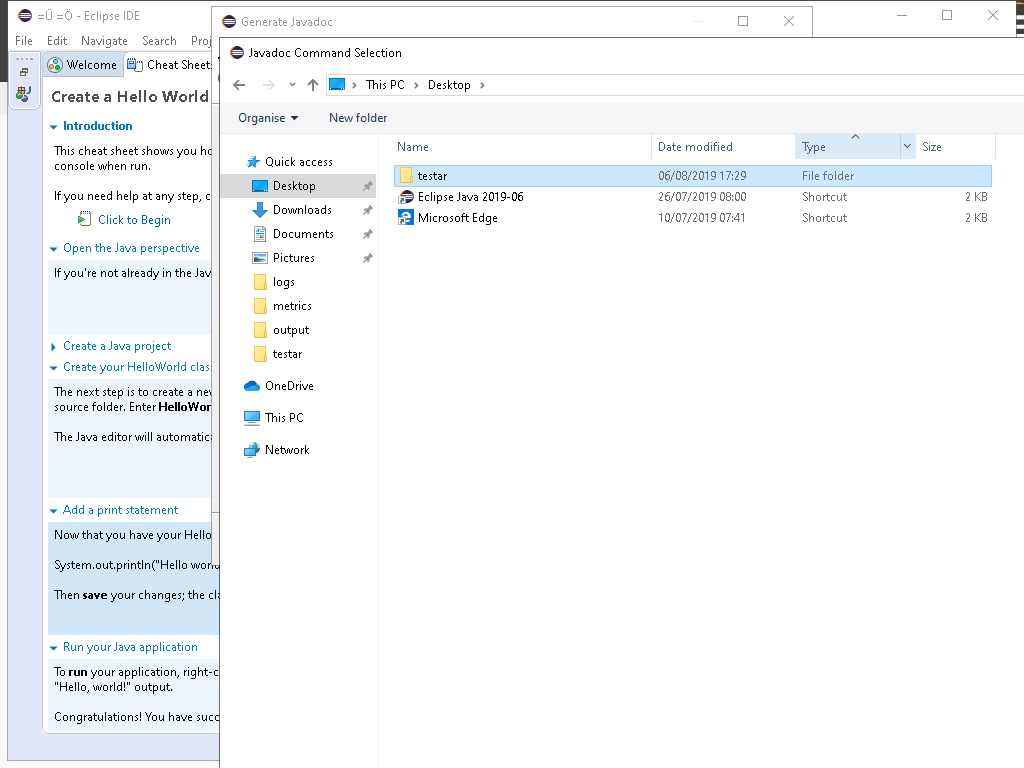 =Ü =Ö - Eclipse IDE
File Edit Navigate Search Proj
Welcome
Cheat Sheets
Create a Hello World
Introduction
This cheat sheet shows you ho
console when run.
If you need help at any step, c
Click to Begin
Open the Java perspective
If you're not already in the Jav
Create a Java project
Create your HelloWorld clas
The next step is to create a new
source folder. Enter HelloWor
The Java editor will automatica
Add a print statement
Now that you have your Hello
System.out.println("Hello world
Then save your changes; the cla
Run your Java application
To run your application, right-c
"Hello, world!" output.
Congratulations! You have succ
Generate Javadoc
Javadoc Command Selection
This PC
Desktop
Organise
New folder
Quick access
Desktop
Downloads
Documents
Pictures
logs
metrics
output
testar
OneDrive
This PC
Network
Name Date modified Type Size
testar 06/08/2019 17:29 File folder
Eclipse Java 2019-06 26/07/2019 08:00 Shortcut 2 KB
Microsoft Edge 10/07/2019 07:41 Shortcut 2 KB